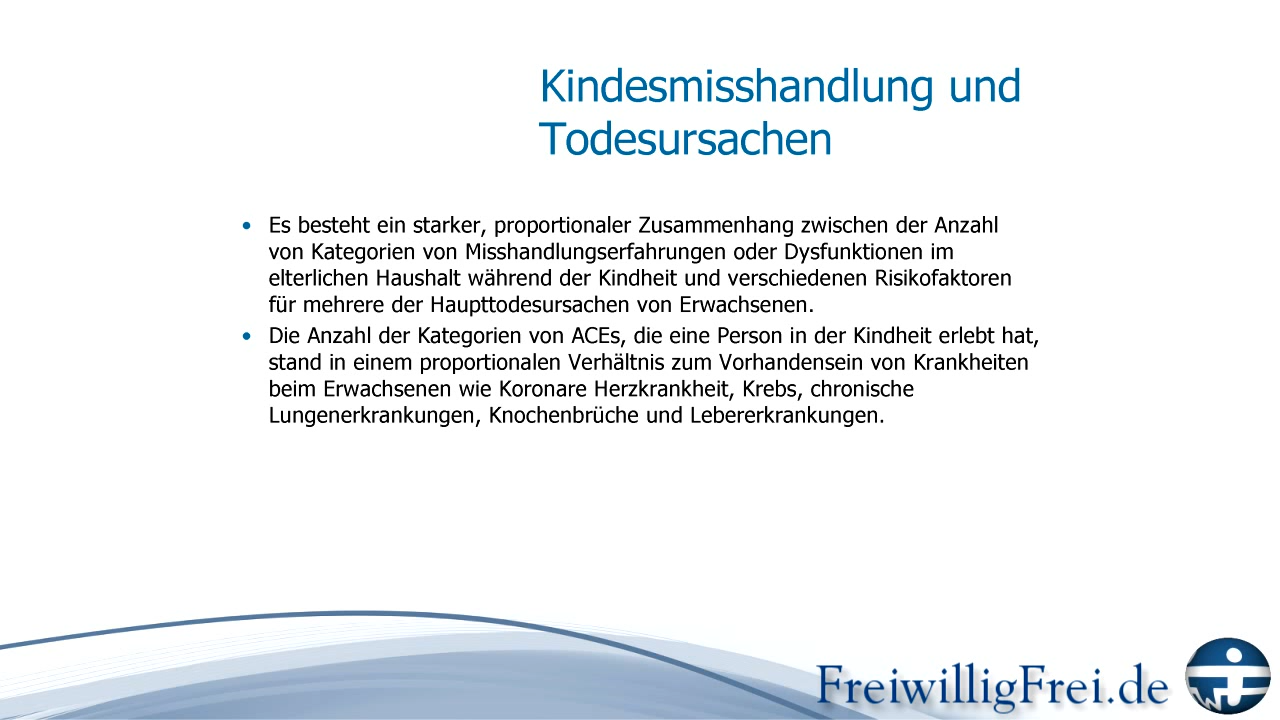 Kindesmisshandlung und
Todesursachen
• Es besteht ein starker, proportionaler Zusammenhang zwischen der Anzahl
von Kategorien von Misshandlungserfahrungen oder Dysfunktionen im
elterlichen Haushalt während der Kindheit und verschiedenen Risikofaktoren
für mehrere der Haupttodesursachen von Erwachsenen.
• Die Anzahl der Kategorien von ACEs, die eine Person in der Kindheit erlebt hat,
stand in einem proportionalen Verhältnis zum Vorhandensein von Krankheiten
beim Erwachsenen wie Koronare Herzkrankheit, Krebs, chronische
Lungenerkrankungen, Knochenbrüche und Lebererkrankungen.
FreiwilligFrei.de